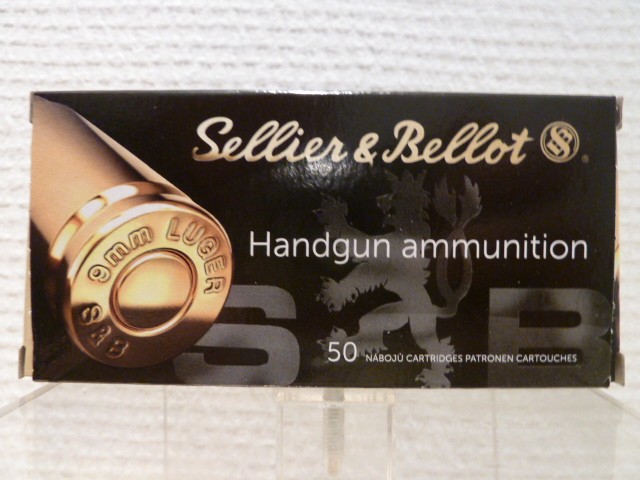 Sellier & Bellot S&B ®
Handgun ammunition
9mm LUGER
S&B
S B
50 NÁBOJŮ CARTRIDGES PATRONEN CARTOUCHES